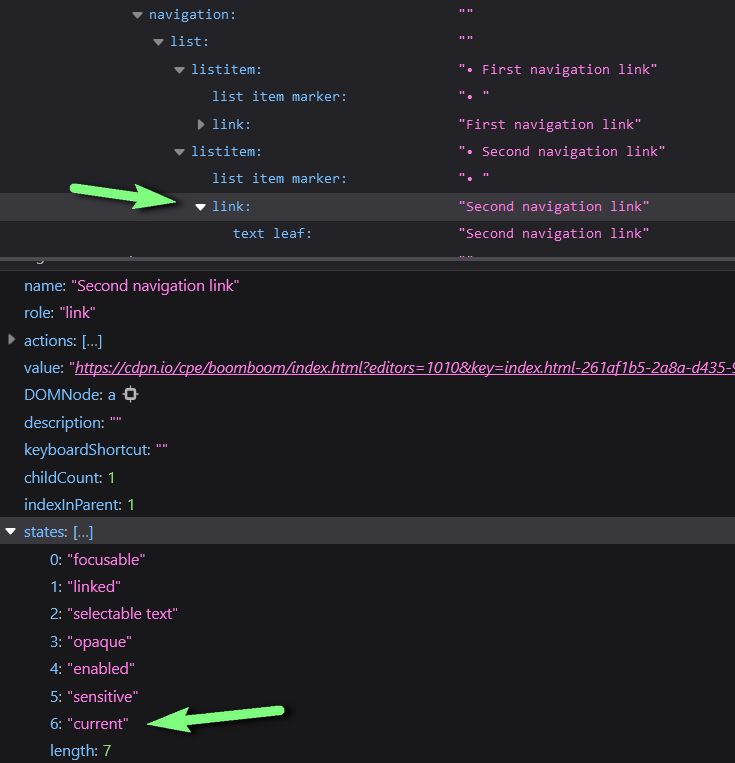 navigation: ""
list: ""
listitem: "• First navigation link"
list item marker: "• "
link: "First navigation link"
listitem: "• Second navigation link"
list item marker: "• "
link: "Second navigation link"
text leaf: "Second navigation link"
name: "Second navigation link"
role: "link"
actions: […]
value: "https://cdpn.io/cpe/boomboom/index.html?editors=1010&key=index.html-261af1b5-2a8a-d435-
DOMNode: a
description: ""
keyboardShortcut: ""
childCount: 1
indexInParent: 1
states: […]
0: "focusable"
1: "linked"
2: "selectable text"
3: "opaque"
4: "enabled"
5: "sensitive"
6: "current"
length: 7